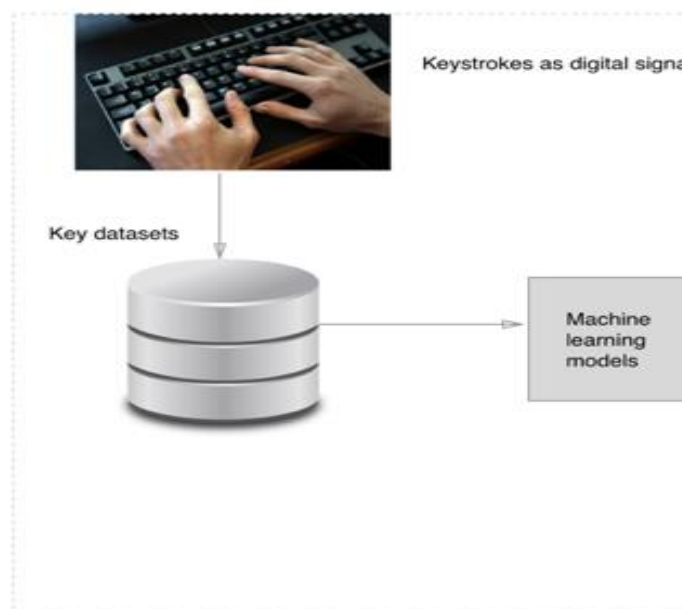 Keystrokes as digital signa
Key datasets
Machine
learning
models